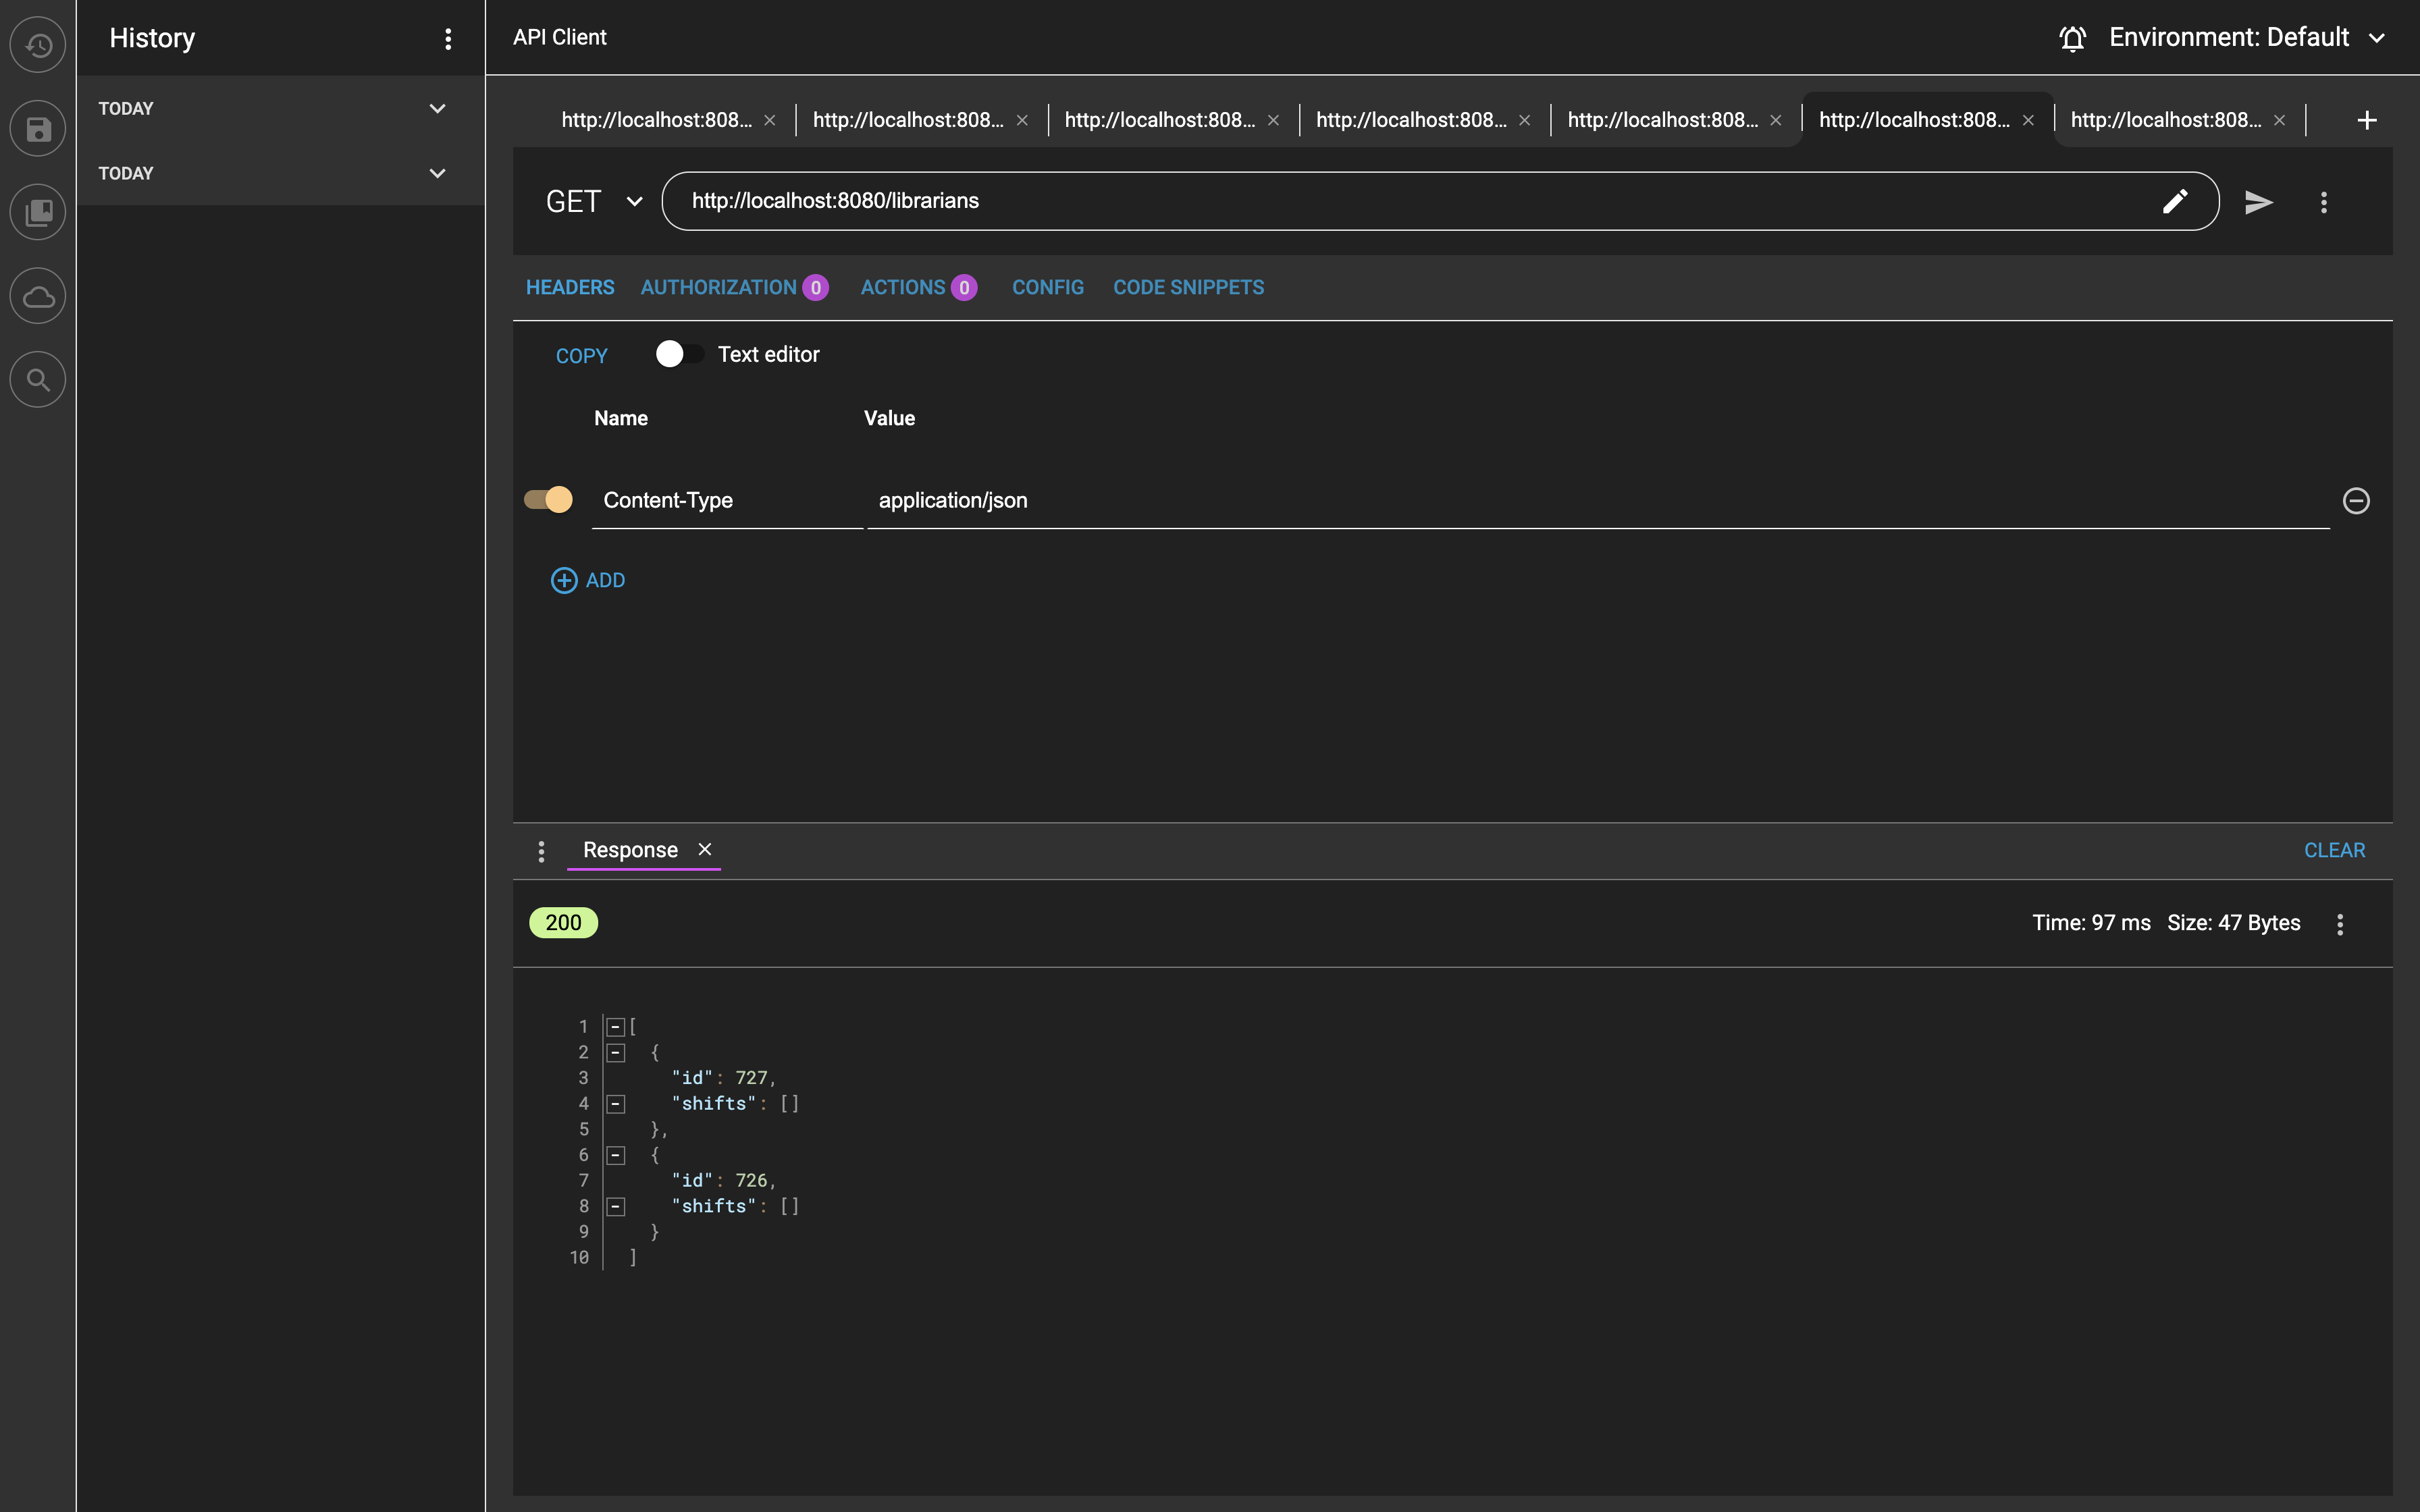 History
API Client
Environment: Default
TODAY
TODAY
http://localhost:808...
http://localhost:808...
http://localhost:808...
http://localhost:808...
http://localhost:808...
http://localhost:808...
http://localhost:808...
GET
http://localhost:8080/librarians
HEADERS
AUTHORIZATION 0
ACTIONS 0
CONFIG
CODE SNIPPETS
COPY
Text editor
Name Value
Content-Type application/json
ADD
Response
CLEAR
200
Time: 97 ms Size: 47 Bytes
1 [
2 {
3 "id": 727,
4 "shifts": []
5 },
6 {
7 "id": 726,
8 "shifts": []
9 }
10 ]